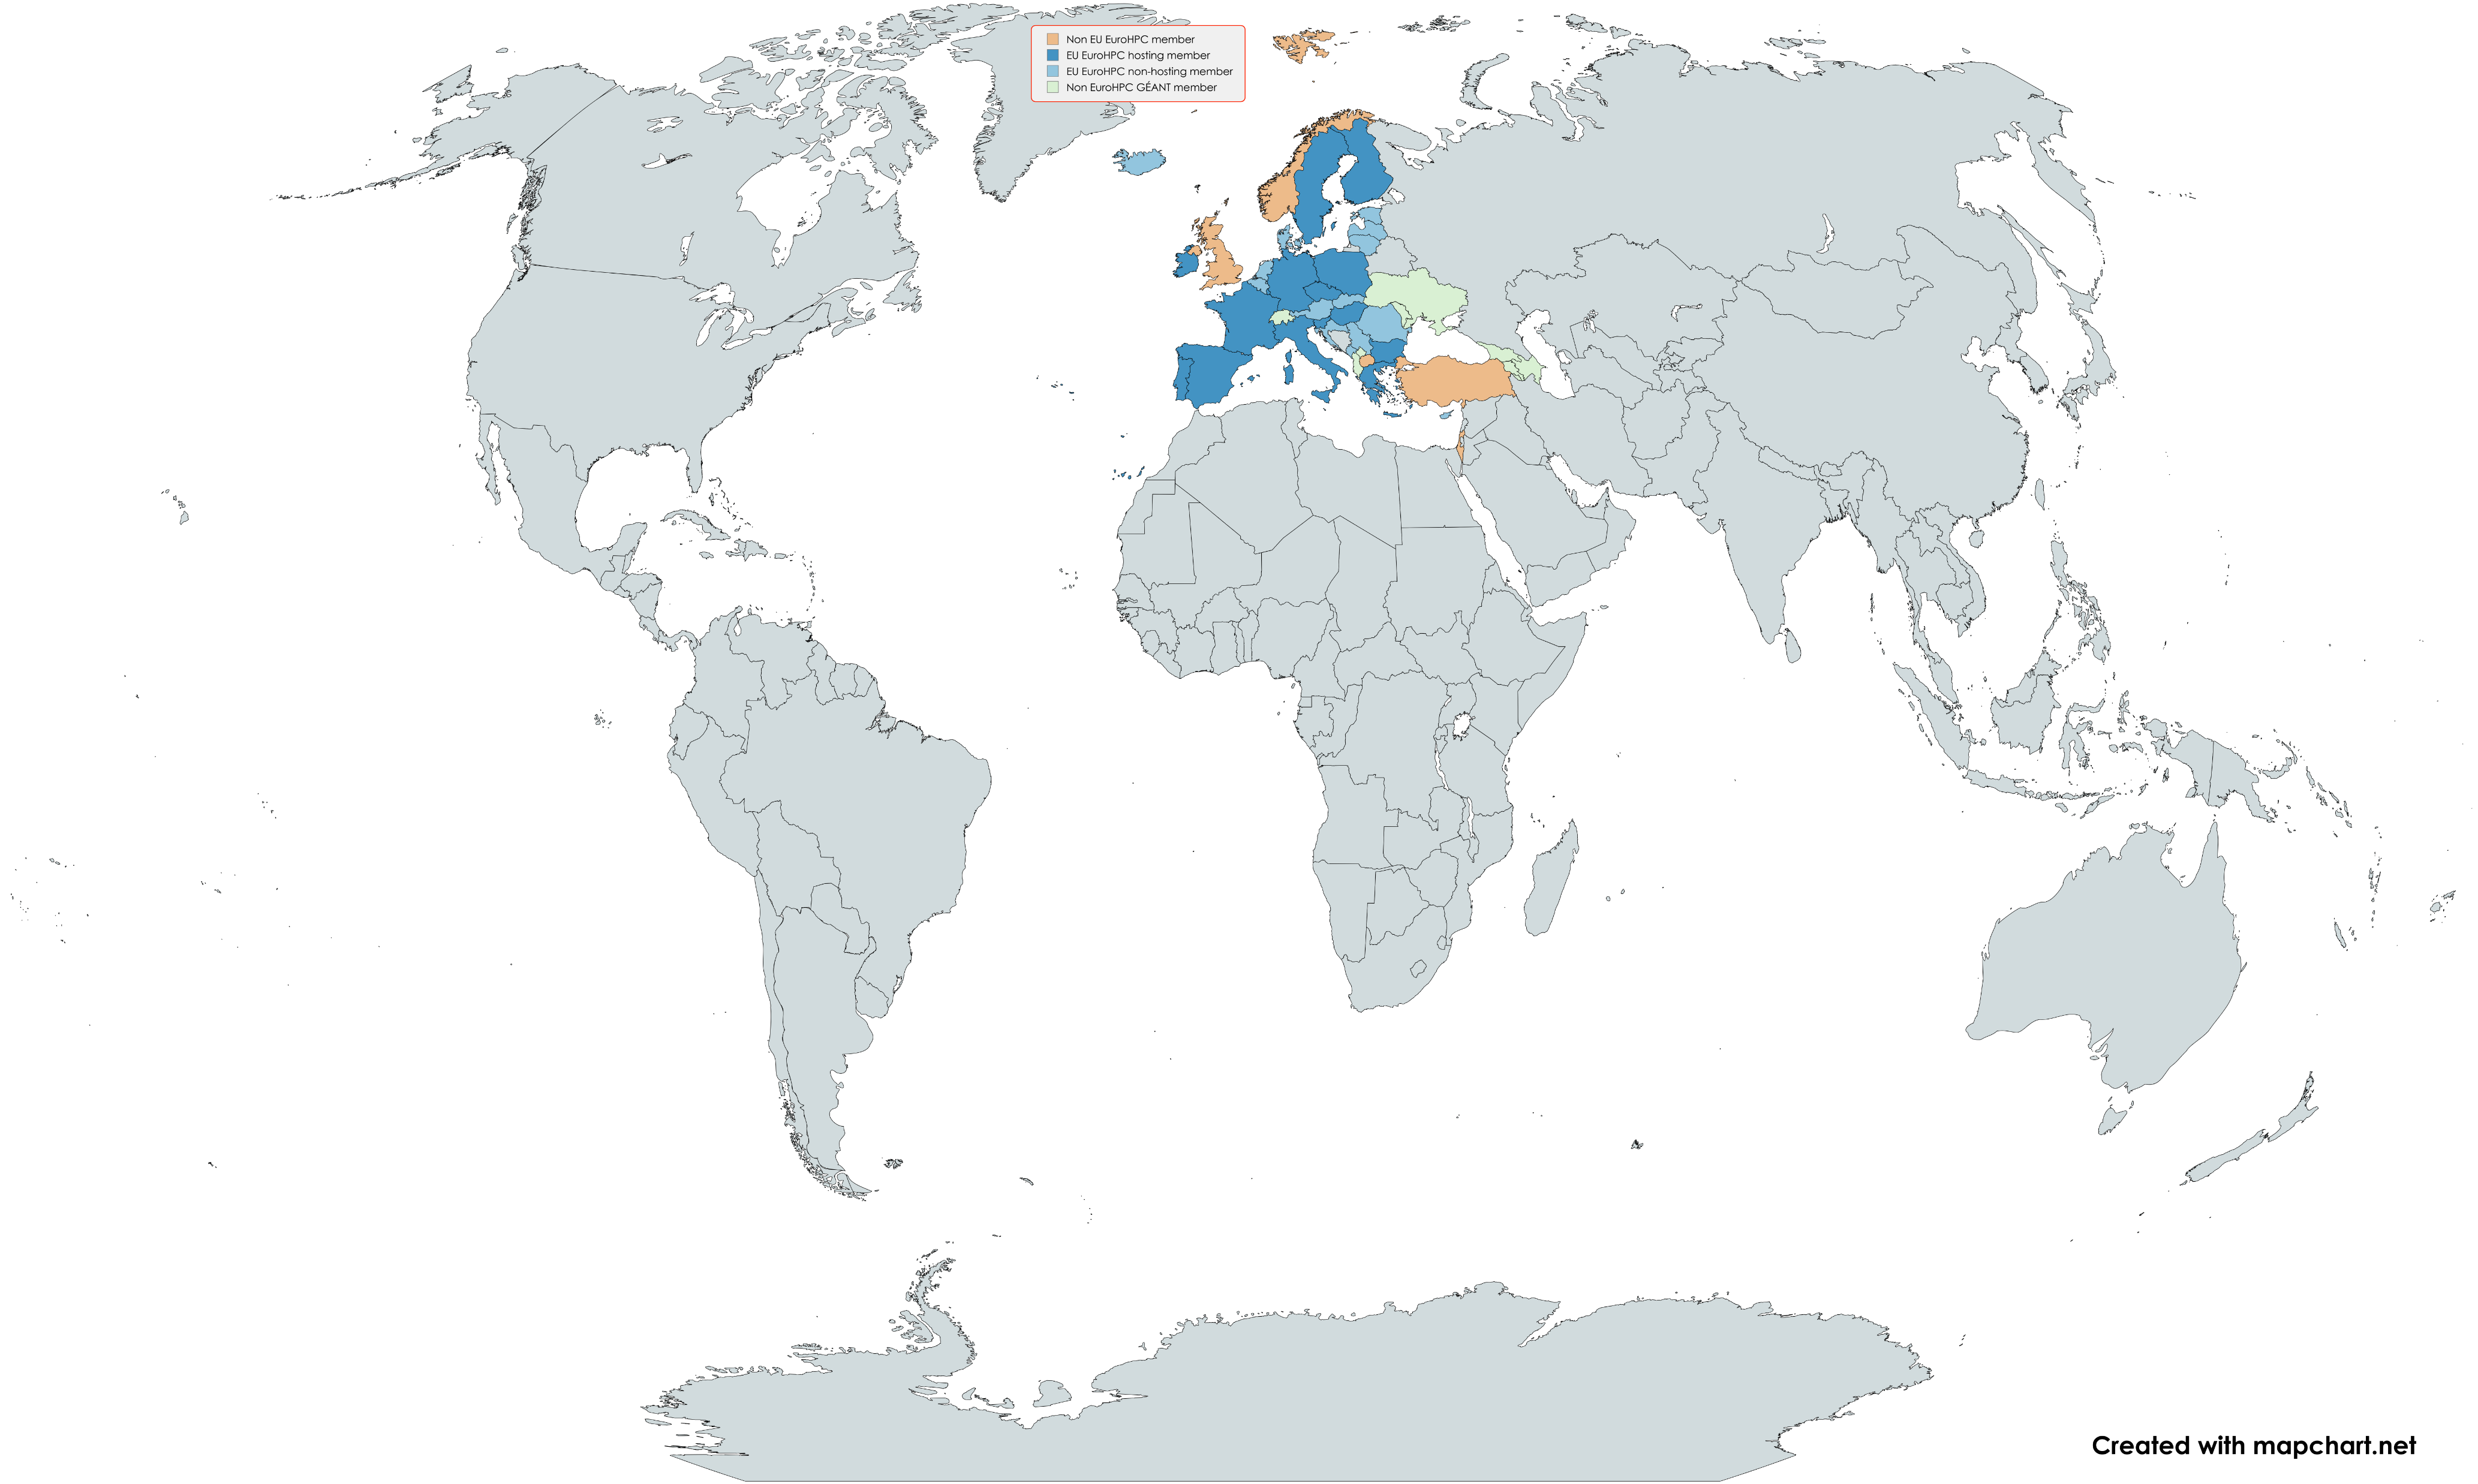 Non EU EuroHPC member
EU EuroHPC hosting member
EU EuroHPC non-hosting member
Non EuroHPC GÉANT member
Created with mapchart.net